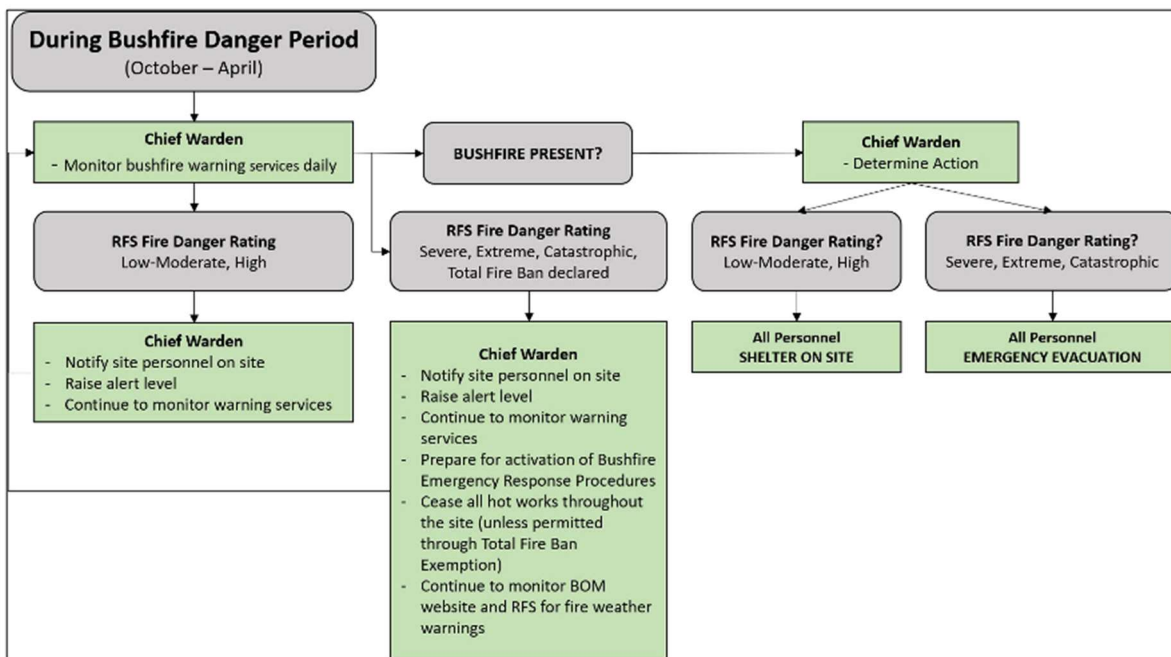 During Bushfire Danger Period
(October – April)
Chief Warden
- Monitor bushfire warning services daily
BUSHFIRE PRESENT?
Chief Warden
- Determine Action
RFS Fire Danger Rating
Low-Moderate, High
RFS Fire Danger Rating
Severe, Extreme, Catastrophic,
Total Fire Ban declared
RFS Fire Danger Rating?
Low-Moderate, High
RFS Fire Danger Rating?
Severe, Extreme, Catastrophic
Chief Warden
- Notify site personnel on site
- Raise alert level
- Continue to monitor warning services
Chief Warden
- Notify site personnel on site
- Raise alert level
- Continue to monitor warning
services
- Prepare for activation of Bushfire
Emergency Response Procedures
- Cease all hot works throughout
the site (unless permitted
through Total Fire Ban
Exemption)
- Continue to monitor BOM
website and RFS for fire weather
warnings
All Personnel
SHELTER ON SITE
All Personnel
EMERGENCY EVACUATION